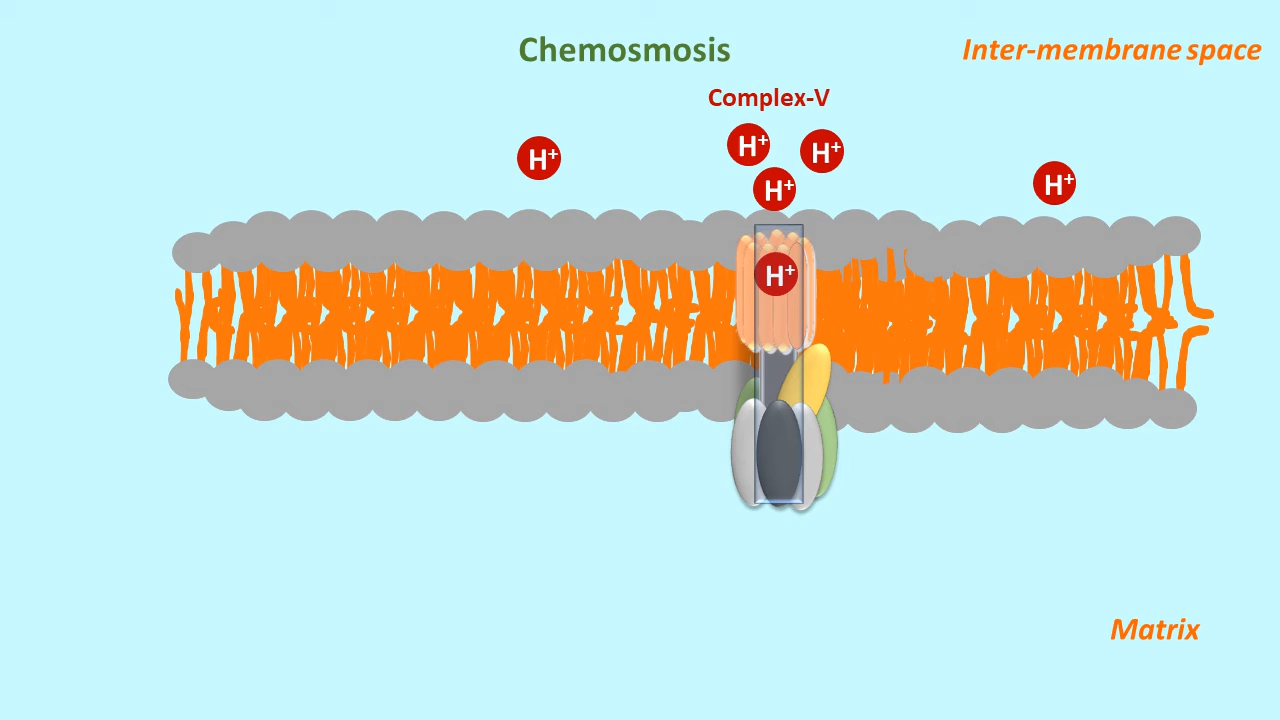 Chemosmosis
Inter-membrane space
Complex-V
H+
H+
H+
H+
H+
H+
Matrix